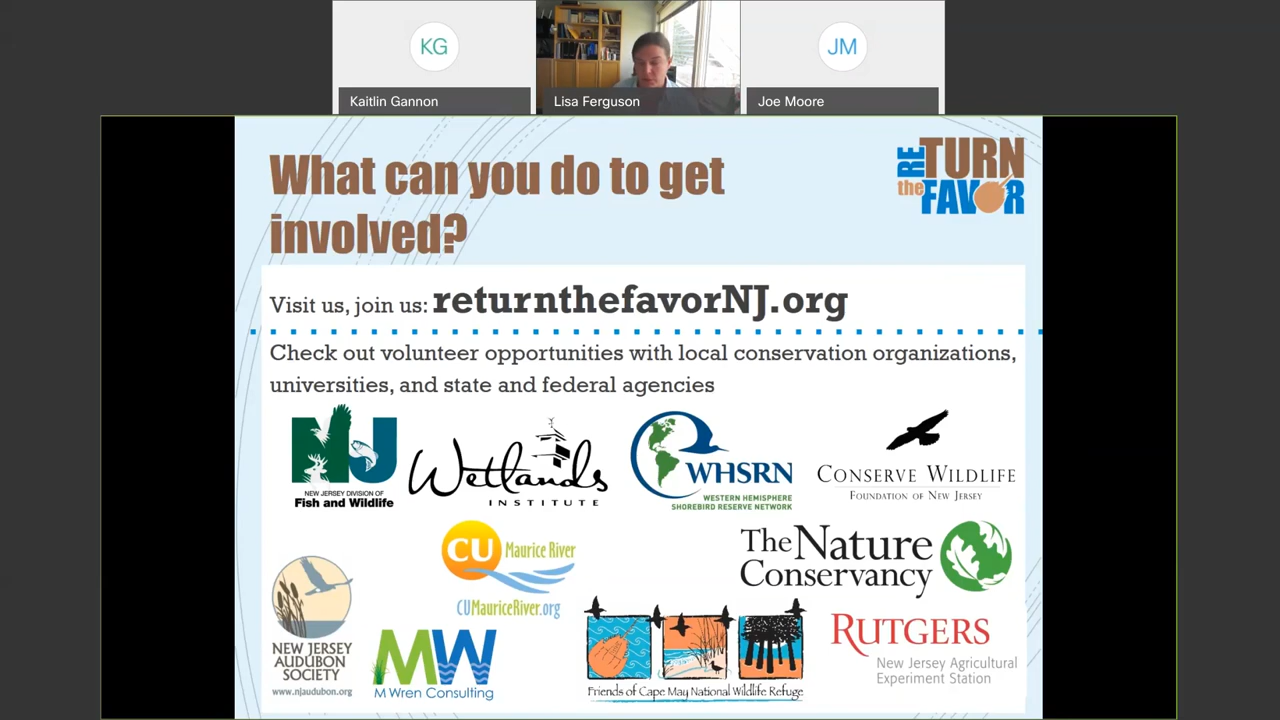 KG
JM
Kaitlin Gannon
Lisa Ferguson
Joe Moore
What can you do to get
involved?
RE TURN
the FAVOR
Visit us, join us: returnthefavorNJ.org
Check out volunteer opportunities with local conservation organizations,
universities, and state and federal agencies
NJ
NEW JERSEY DIVISION OF
Fish and Wildlife
Wetlands
INSTITUTE
WHSRN
WESTERN HEMISPHERE
SHOREBIRD RESERVE NETWORK
CONSERVE WILDLIFE
FOUNDATION OF NEW JERSEY
CU Maurice River
CUMauriceRiver.org
The Nature
Conservancy
NEW JERSEY
AUDUBON
SOCIETY
www.njaudubon.org
MW
M Wren Consulting
Friends of Cape May National Wildlife Refuge
RUTGERS
New Jersey Agricultural
Experiment Station